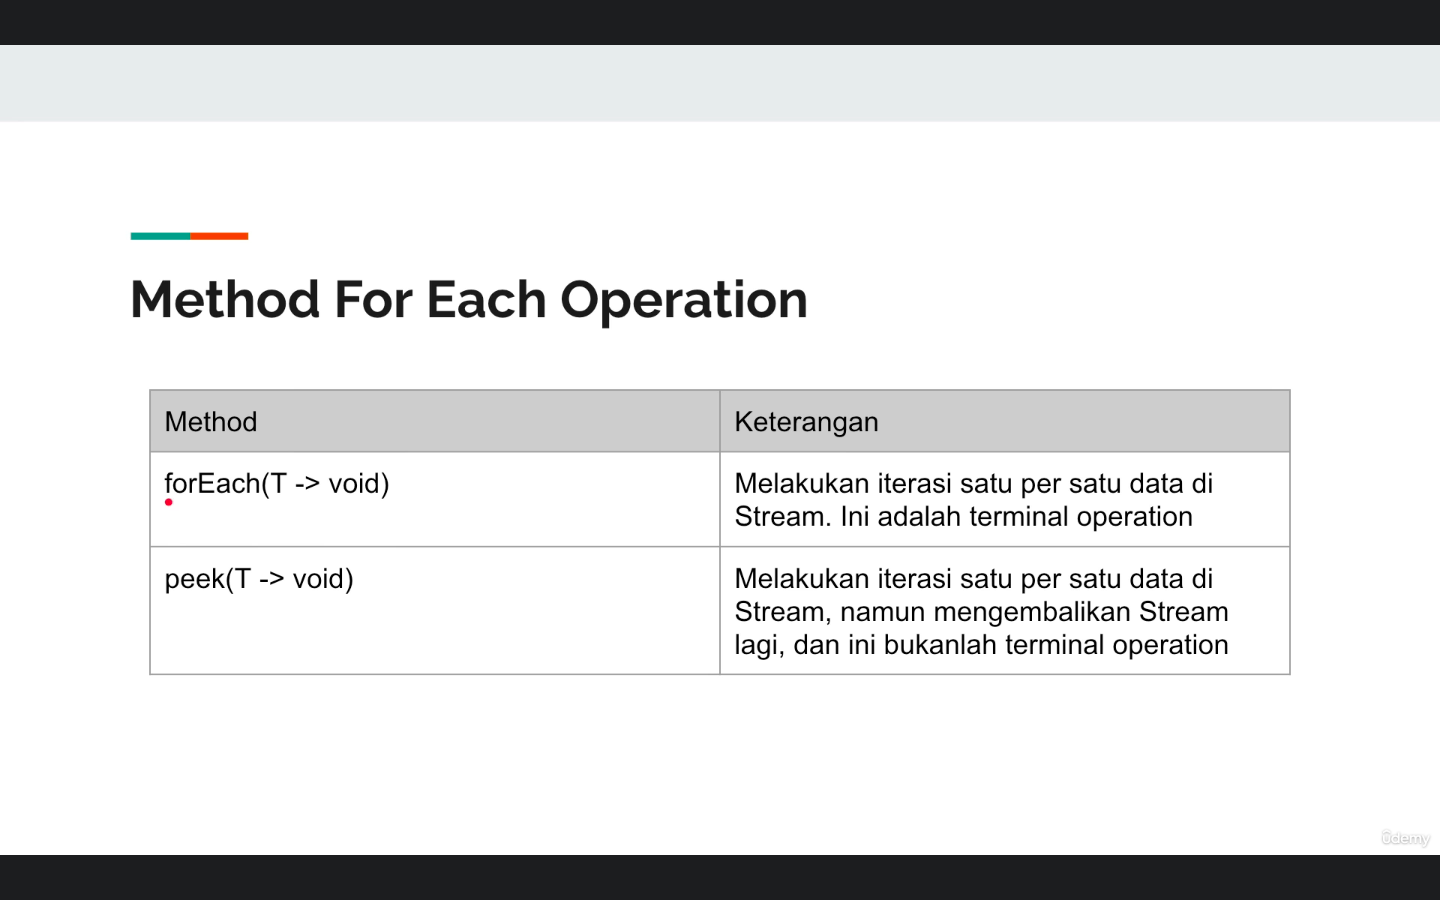 Method For Each Operation
Method
Keterangan
forEach(T -> void)
Melakukan iterasi satu per satu data di
Stream. Ini adalah terminal operation
peek(T -> void)
Melakukan iterasi satu per satu data di
Stream, namun mengembalikan Stream
lagi, dan ini bukanlah terminal operation
ûdemy